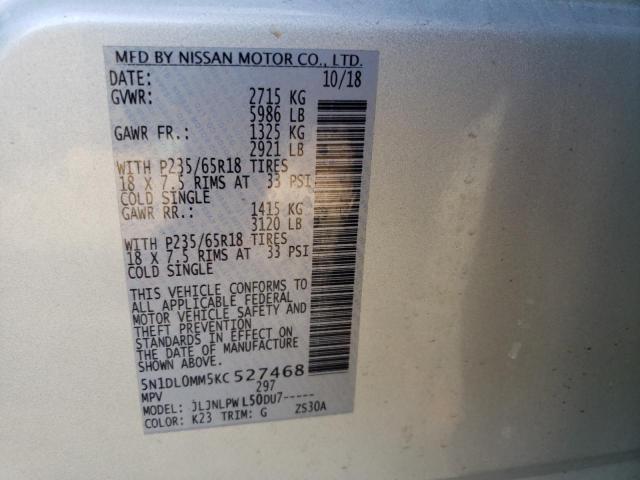 MFD BY NISSAN MOTOR CO., LTD.
DATE: 10/18
GVWR: 2715 KG
5986 LB
GAWR FR.: 1325 KG
2921 LB
WITH P235/65R18 TIRES
18 X 7.5 RIMS AT 33 PSI
COLD SINGLE
GAWR RR.: 1415 KG
3120 LB
WITH P235/65R18 TIRES
18 X 7.5 RIMS AT 33 PSI
COLD SINGLE
THIS VEHICLE CONFORMS TO
ALL APPLICABLE FEDERAL
MOTOR VEHICLE SAFETY AND
THEFT PREVENTION
STANDARDS IN EFFECT ON
THE DATE OF MANUFACTURE
SHOWN ABOVE.
5N1DL0MM5KC527468
MPV 297
MODEL: JLJNLPWL50DU7-----
COLOR: K23 TRIM: G ZS30A